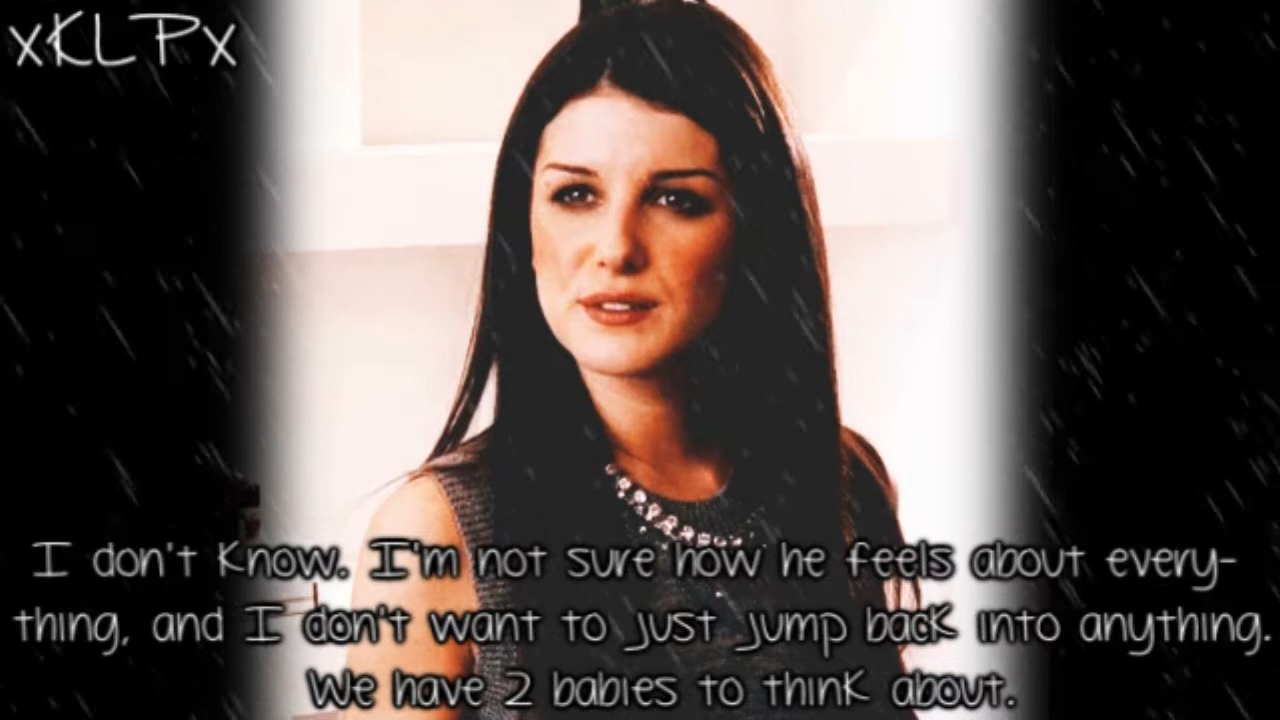 xKLPx
I don't know. I'm not sure how he feels about every-
thing, and I don't want to just jump back into anything.
We have 2 babies to think about.